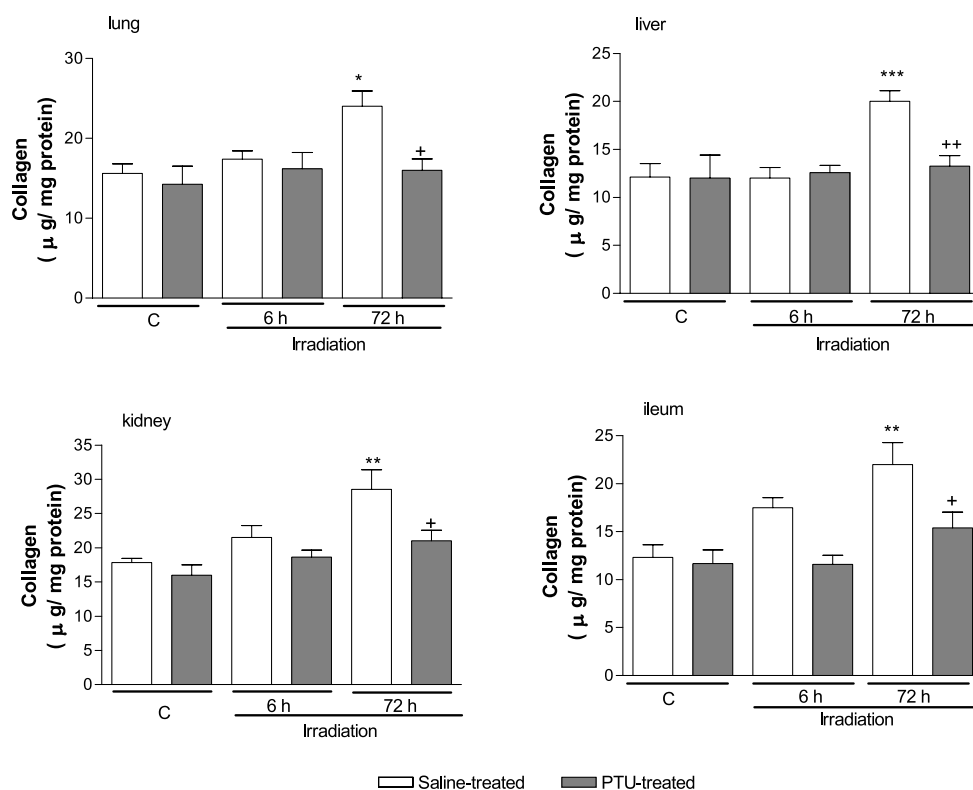 lung
Collagen
( μ g/ mg protein)
30
20
10
0
*
+
C
6 h
72 h
Irradiation
liver
Collagen
( μ g/ mg protein)
25
20
15
10
5
0
***
++
C
6 h
72 h
Irradiation
kidney
Collagen
( μ g/ mg protein)
35
30
25
20
15
10
5
0
**
+
C
6 h
72 h
Irradiation
ileum
Collagen
( μ g/ mg protein)
25
20
15
10
5
0
**
+
C
6 h
72 h
Irradiation
Saline-treated
PTU-treated